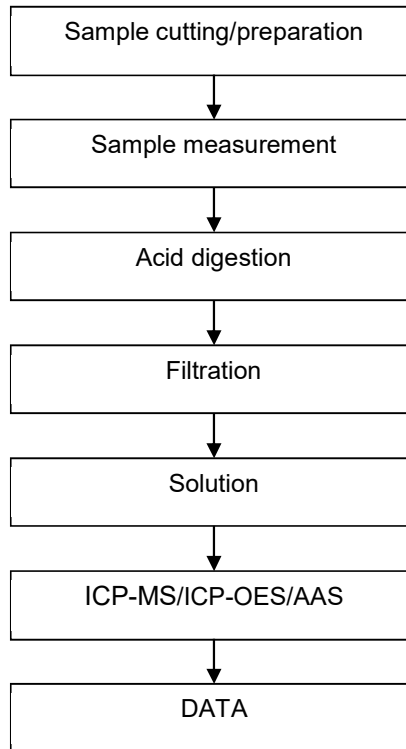 Sample cutting/preparation
Sample measurement
Acid digestion
Filtration
Solution
ICP-MS/ICP-OES/AAS
DATA